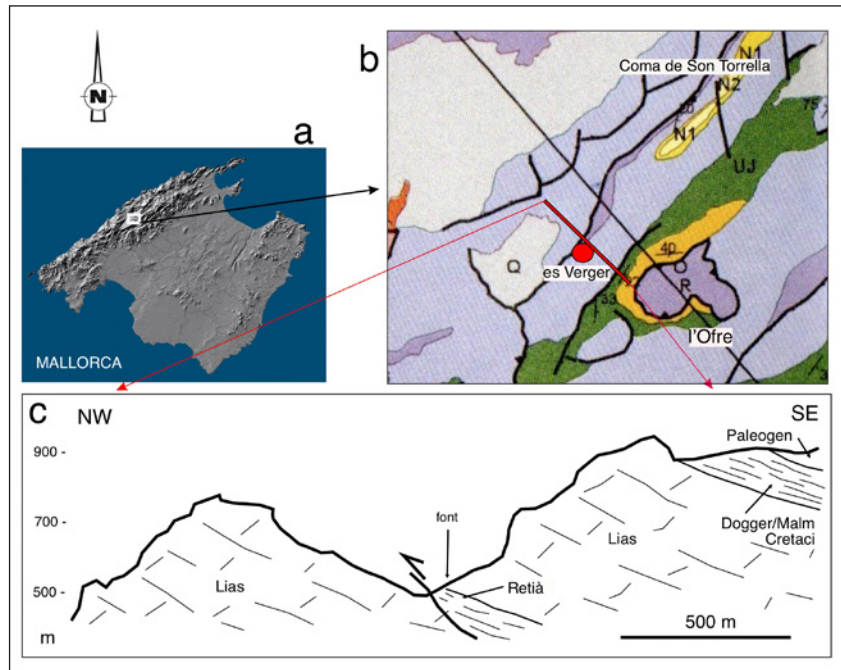 N
a
MALLORCA
b
Coma de Son Torrella
N1
N2
N1
75
UJ
Q
es Verger
40
O
R
33
l'Ofre
3
c
NW
SE
900 -
700 -
500 -
m
Lias
font
Retià
Lias
Paleogen
Dogger/Malm
Cretaci
500 m